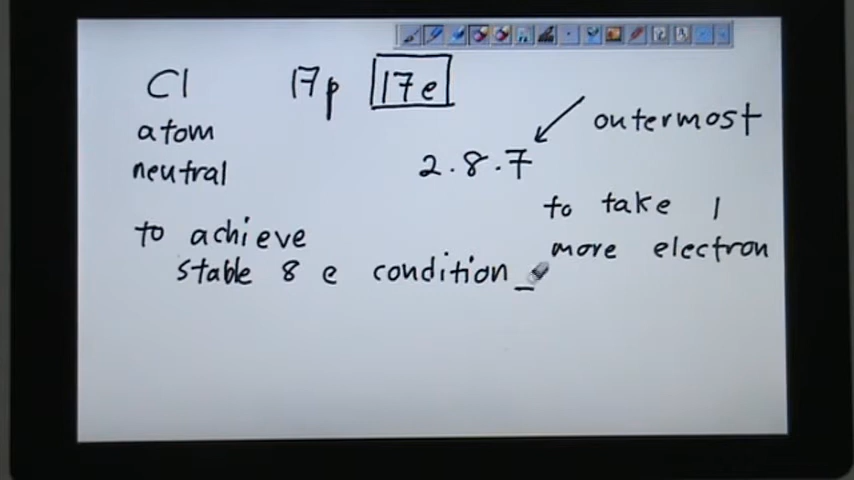 Cl 17p 17e
atom
neutral
2.8.7
outermost
to take 1
more electron
to achieve
stable 8 e condition